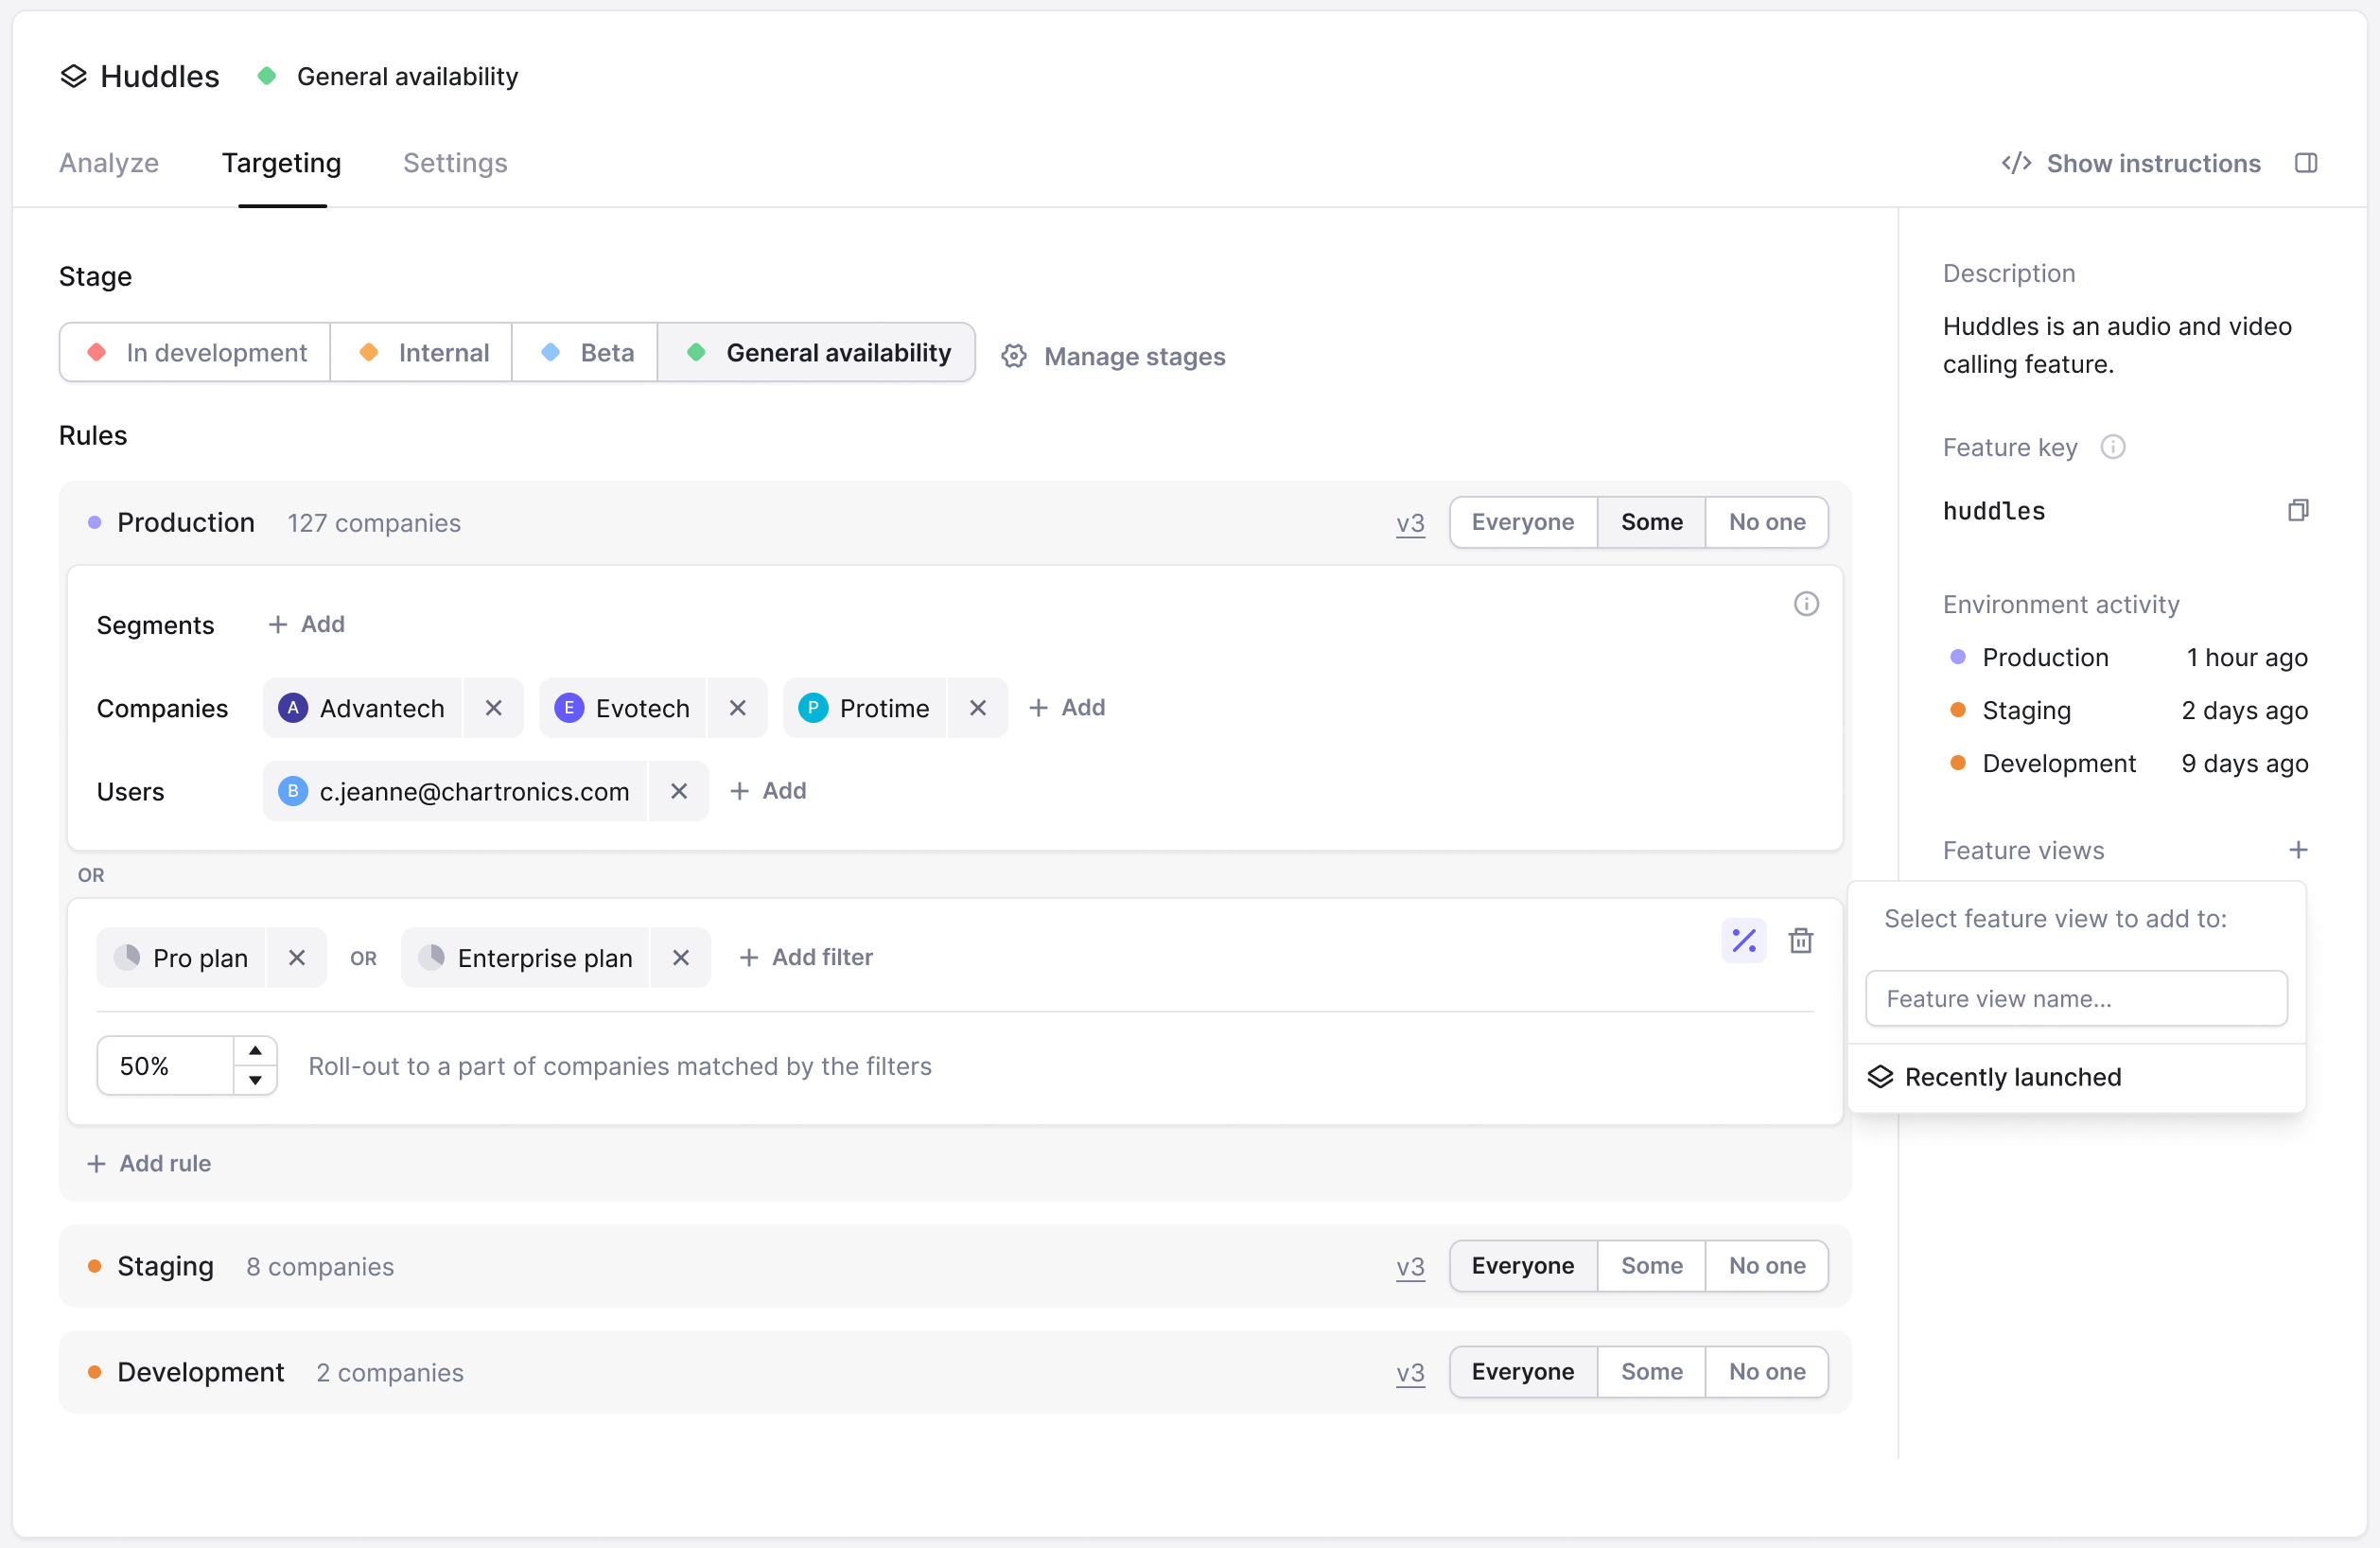 Huddles General availability
Analyze Targeting Settings
Show instructions
Stage
In development Internal Beta General availability Manage stages
Rules
Production 127 companies v3 Everyone Some No one
Segments Add
Companies A Advantech E Evotech P Protime Add
Users B c.jeanne@chartronics.com Add
OR
Pro plan OR Enterprise plan Add filter
50% Roll-out to a part of companies matched by the filters
Add rule
Staging 8 companies v3 Everyone Some No one
Development 2 companies v3 Everyone Some No one
Description
Huddles is an audio and video
calling feature.
Feature key
huddles
Environment activity
Production 1 hour ago
Staging 2 days ago
Development 9 days ago
Feature views
Select feature view to add to:
Feature view name...
Recently launched